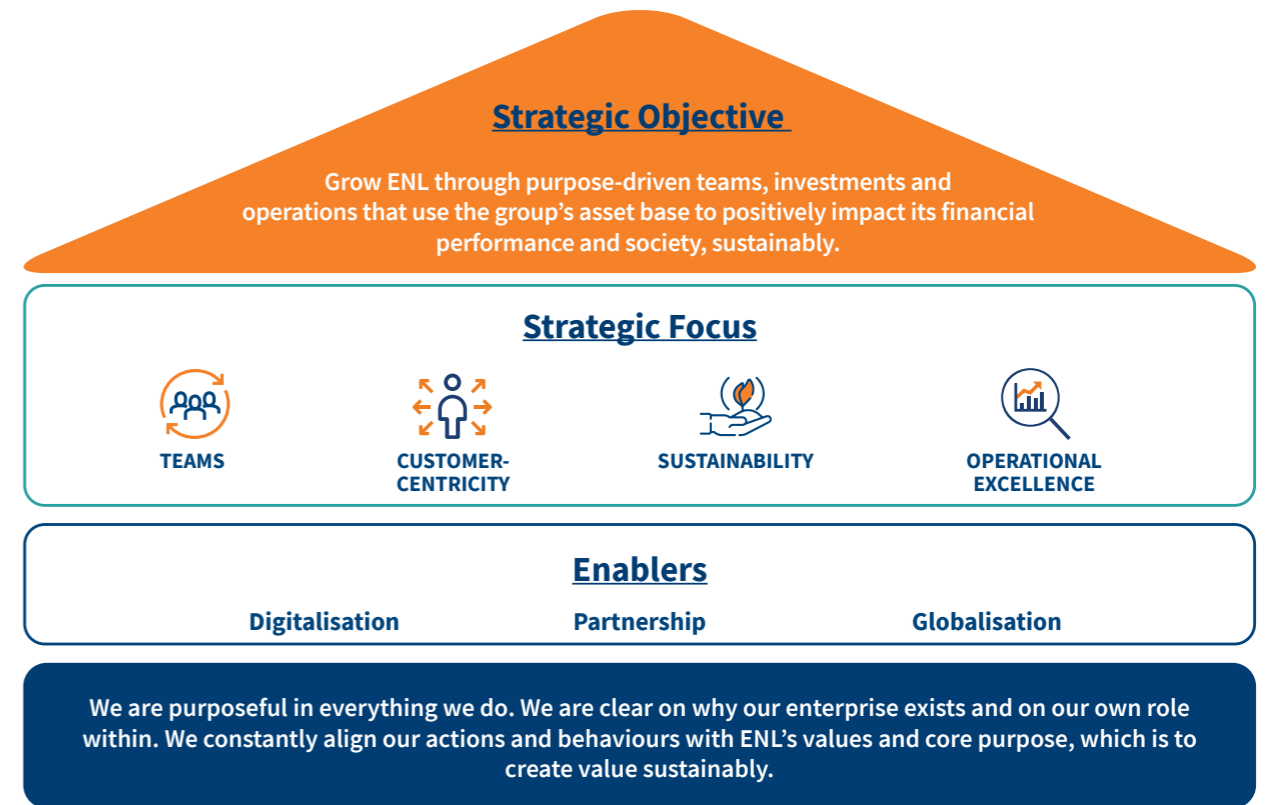 Strategic Objective
Grow ENL through purpose-driven teams, investments and
operations that use the group's asset base to positively impact its financial
performance and society, sustainably.
Strategic Focus
TEAMS
CUSTOMER-
CENTRICITY
SUSTAINABILITY
OPERATIONAL
EXCELLENCE
Enablers
Digitalisation
Partnership
Globalisation
We are purposeful in everything we do. We are clear on why our enterprise exists and on our own role
within. We constantly align our actions and behaviours with ENL's values and core purpose, which is to
create value sustainably.